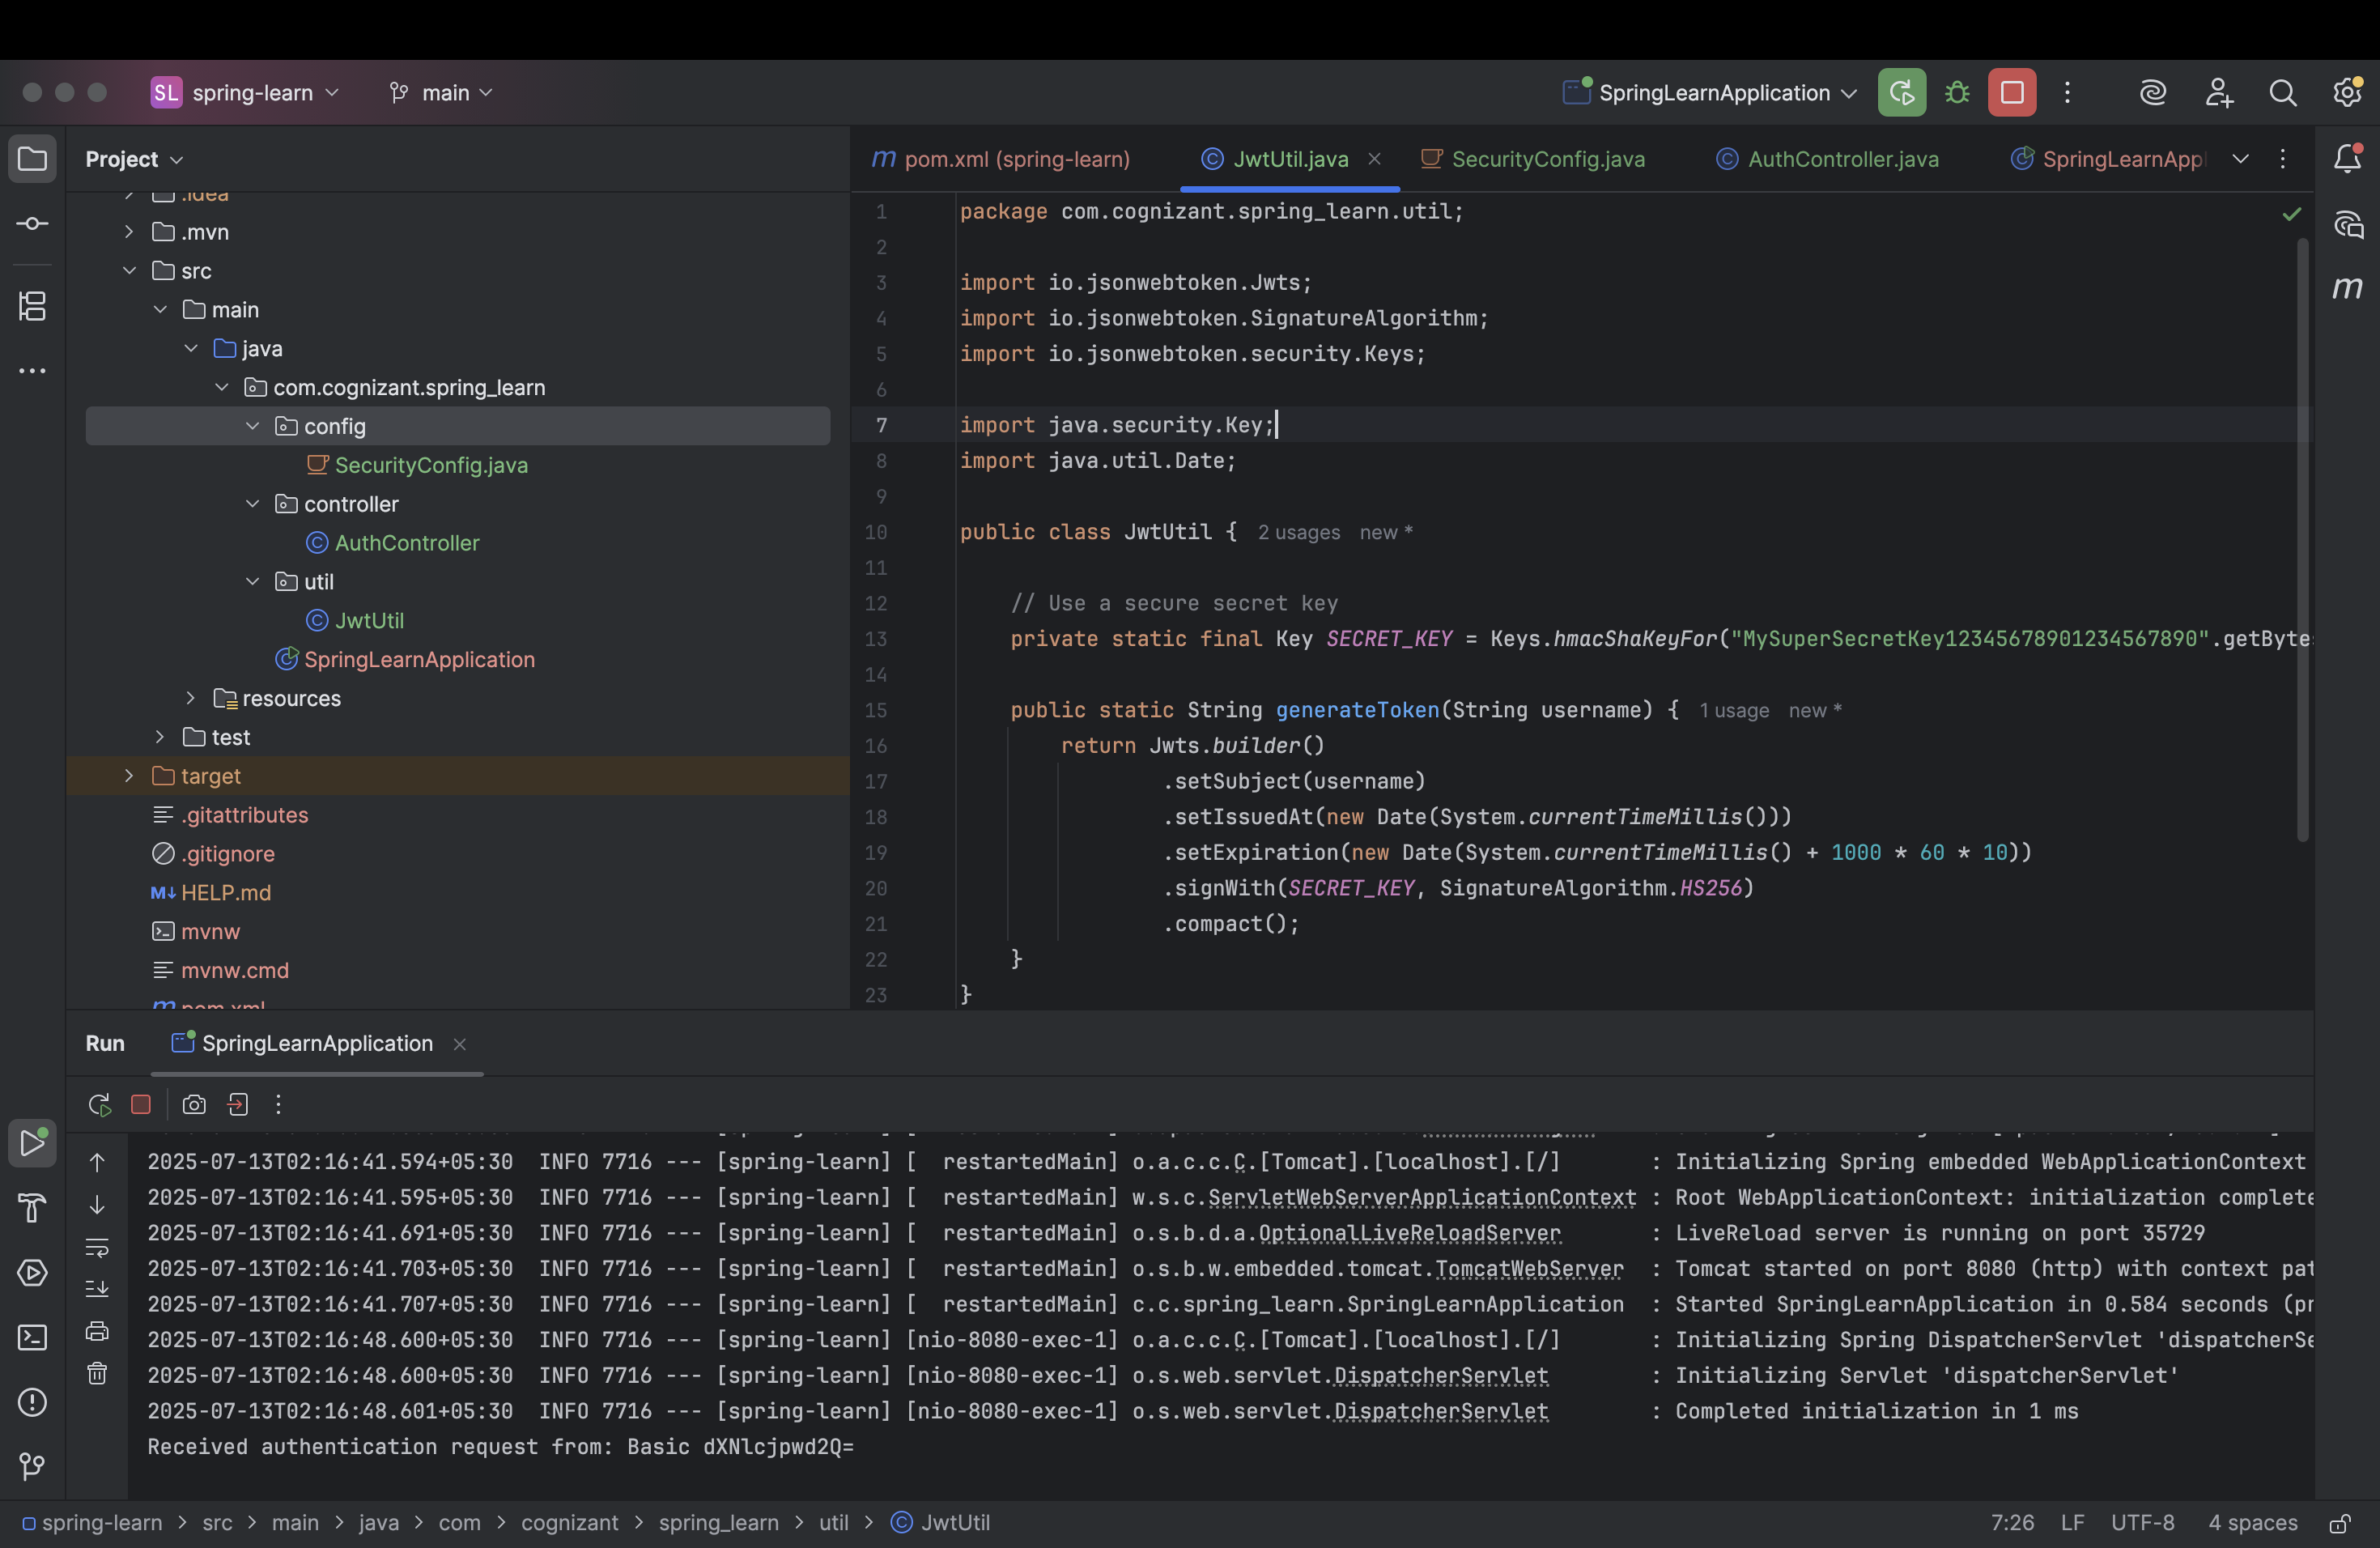 SL spring-learn main SpringLearnApplication
Project
.idea
.mvn
src
main
java
com.cognizant.spring_learn
config
SecurityConfig.java
controller
AuthController
util
JwtUtil
SpringLearnApplication
resources
test
target
.gitattributes
.gitignore
M↓ HELP.md
mvnw
mvnw.cmd
pom.xml
m pom.xml (spring-learn) JwtUtil.java SecurityConfig.java AuthController.java SpringLearnAppl
1 package com.cognizant.spring_learn.util;
2
3 import io.jsonwebtoken.Jwts;
4 import io.jsonwebtoken.SignatureAlgorithm;
5 import io.jsonwebtoken.security.Keys;
6
7 import java.security.Key;
8 import java.util.Date;
9
10 public class JwtUtil { 2 usages new *
11
12 // Use a secure secret key
13 private static final Key SECRET_KEY = Keys.hmacShaKeyFor("MySuperSecretKey12345678901234567890".getBytes
14
15 public static String generateToken(String username) { 1 usage new *
16 return Jwts.builder()
17 .setSubject(username)
18 .setIssuedAt(new Date(System.currentTimeMillis()))
19 .setExpiration(new Date(System.currentTimeMillis() + 1000 * 60 * 10))
20 .signWith(SECRET_KEY, SignatureAlgorithm.HS256)
21 .compact();
22 }
23 }
Run SpringLearnApplication
2025-07-13T02:16:41.594+05:30 INFO 7716 --- [spring-learn] [ restartedMain] o.a.c.c.C.[Tomcat].[localhost].[/] : Initializing Spring embedded WebApplicationContext
2025-07-13T02:16:41.595+05:30 INFO 7716 --- [spring-learn] [ restartedMain] w.s.c.ServletWebServerApplicationContext : Root WebApplicationContext: initialization complete
2025-07-13T02:16:41.691+05:30 INFO 7716 --- [spring-learn] [ restartedMain] o.s.b.d.a.OptionalLiveReloadServer : LiveReload server is running on port 35729
2025-07-13T02:16:41.703+05:30 INFO 7716 --- [spring-learn] [ restartedMain] o.s.b.w.embedded.tomcat.TomcatWebServer : Tomcat started on port 8080 (http) with context pat
2025-07-13T02:16:41.707+05:30 INFO 7716 --- [spring-learn] [ restartedMain] c.c.spring_learn.SpringLearnApplication : Started SpringLearnApplication in 0.584 seconds (pr
2025-07-13T02:16:48.600+05:30 INFO 7716 --- [spring-learn] [nio-8080-exec-1] o.a.c.c.C.[Tomcat].[localhost].[/] : Initializing Spring DispatcherServlet 'dispatcherSe
2025-07-13T02:16:48.600+05:30 INFO 7716 --- [spring-learn] [nio-8080-exec-1] o.s.web.servlet.DispatcherServlet : Initializing Servlet 'dispatcherServlet'
2025-07-13T02:16:48.601+05:30 INFO 7716 --- [spring-learn] [nio-8080-exec-1] o.s.web.servlet.DispatcherServlet : Completed initialization in 1 ms
Received authentication request from: Basic dXNlcjpwd2Q=
spring-learn > src > main > java > com > cognizant > spring_learn > util > JwtUtil 7:26 LF UTF-8 4 spaces